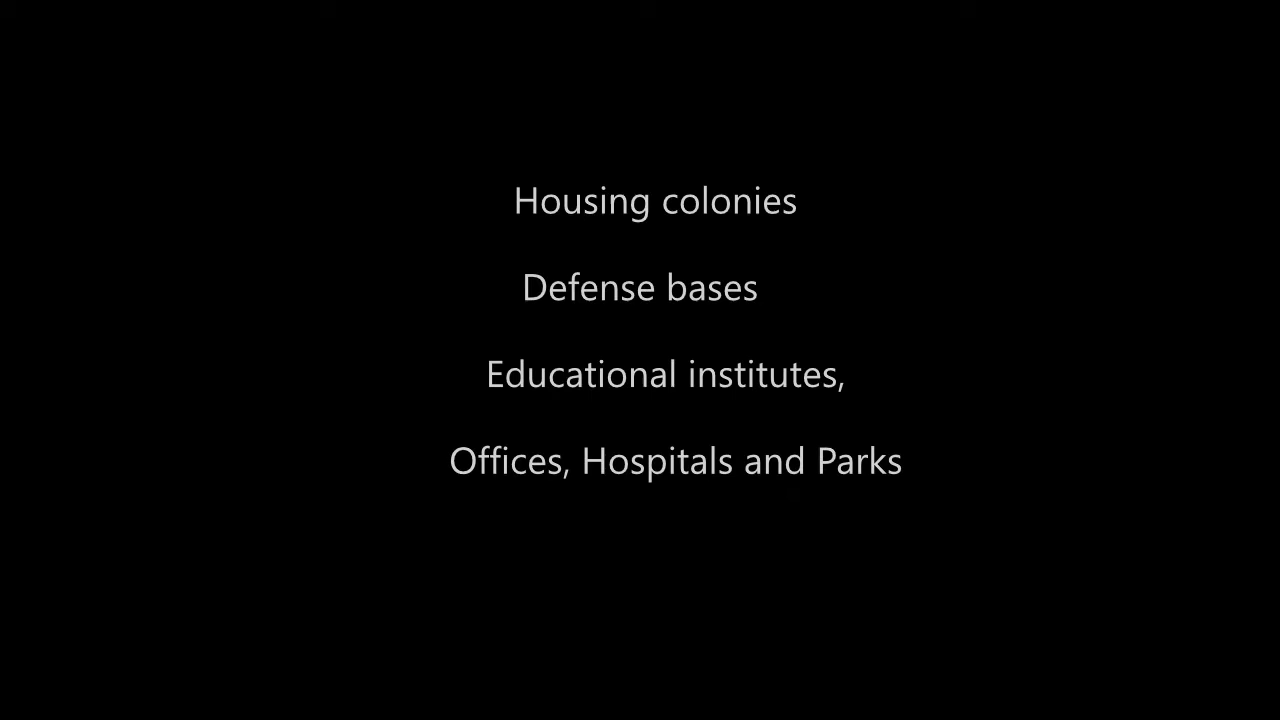 Housing colonies
Defense bases
Educational institutes,
Offices, Hospitals and Parks